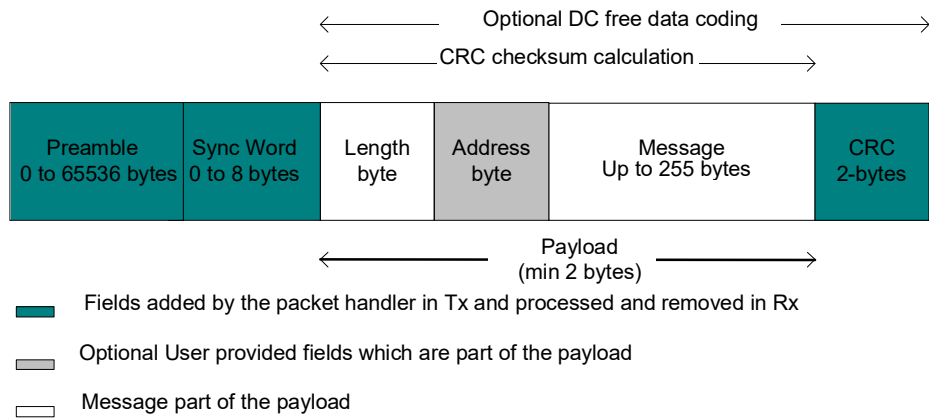 Optional DC free data coding
CRC checksum calculation
Preamble
0 to 65536 bytes
Sync Word
0 to 8 bytes
Length
byte
Address
byte
Message
Up to 255 bytes
CRC
2-bytes
Payload
(min 2 bytes)
Fields added by the packet handler in Tx and processed and removed in Rx
Optional User provided fields which are part of the payload
Message part of the payload